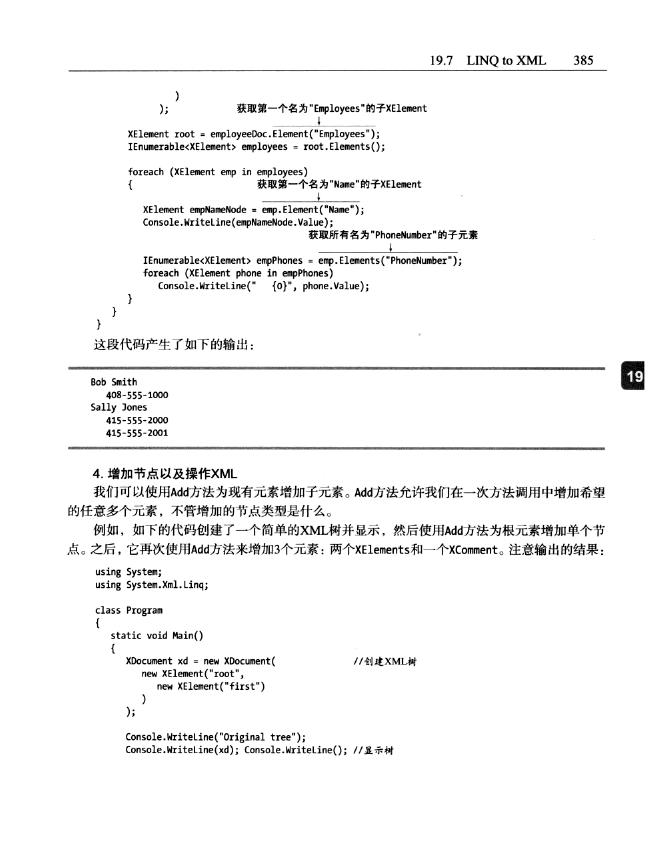 19.7 LINQ to XML 385
)
);
获取第一个名为"Employees"的子XElement
↓
XElement root = employeeDoc.Element("Employees");
IEnumerable<XElement> employees = root.Elements();
foreach (XElement emp in employees)
{
获取第一个名为"Name"的子XElement
↓
XElement empNameNode = emp.Element("Name");
Console.WriteLine(empNameNode.Value);
获取所有名为"PhoneNumber"的子元素
↓
IEnumerable<XElement> empPhones = emp.Elements("PhoneNumber");
foreach (XElement phone in empPhones)
Console.WriteLine("   {0}", phone.Value);
}
}
}
这段代码产生了如下的输出：
19
Bob Smith
408-555-1000
Sally Jones
415-555-2000
415-555-2001
4. 增加节点以及操作XML
我们可以使用Add方法为现有元素增加子元素。Add方法允许我们在一次方法调用中增加希望
的任意多个元素，不管增加的节点类型是什么。
例如，如下的代码创建了一个简单的XML树并显示，然后使用Add方法为根元素增加单个节
点。之后，它再次使用Add方法来增加3个元素：两个XElements和一个XComment。注意输出的结果：
using System;
using System.Xml.Linq;
class Program
{
static void Main()
{
XDocument xd = new XDocument( //创建XML树
new XElement("root",
new XElement("first")
)
);
Console.WriteLine("Original tree");
Console.WriteLine(xd); Console.WriteLine(); //显示树